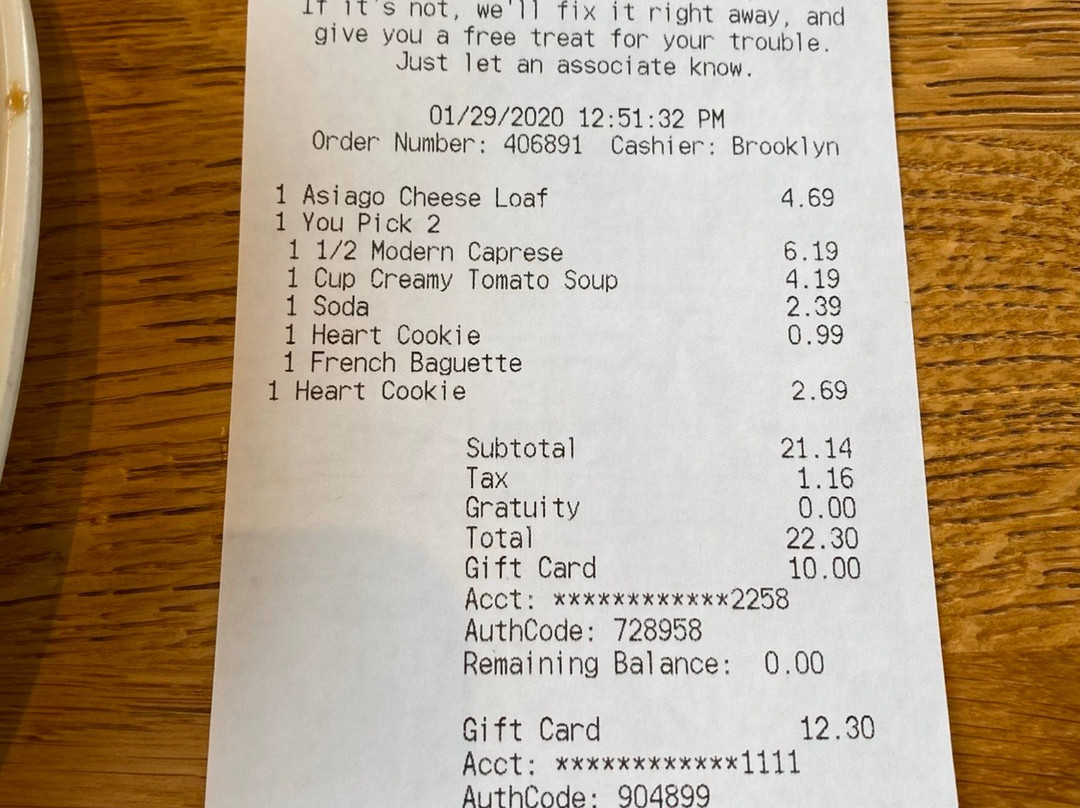 If it's not, we'll fix it right away, and
give you a free treat for your trouble.
Just let an associate know.
01/29/2020 12:51:32 PM
Order Number: 406891 Cashier: Brooklyn
1 Asiago Cheese Loaf 4.69
1 You Pick 2
1 1/2 Modern Caprese 6.19
1 Cup Creamy Tomato Soup 4.19
1 Soda 2.39
1 Heart Cookie 0.99
1 French Baguette
1 Heart Cookie 2.69
Subtotal 21.14
Tax 1.16
Gratuity 0.00
Total 22.30
Gift Card 10.00
Acct: ************2258
AuthCode: 728958
Remaining Balance: 0.00
Gift Card 12.30
Acct: ************1111
AuthCode: 904899